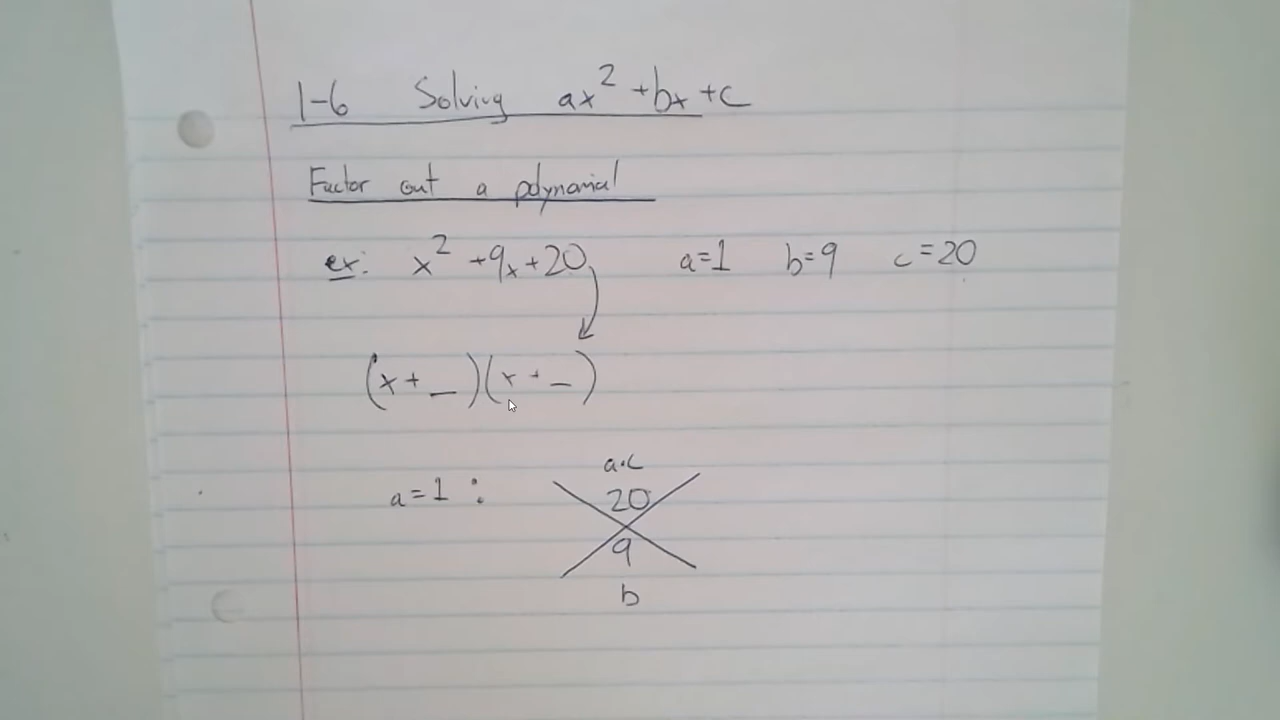 1-6 Solving ax² +bx +c
Factor out a polynomial
ex: x² +9x+20 a=1 b=9 c=20
(x + _)(x + _)
a·c
a=1 : 20
9
b